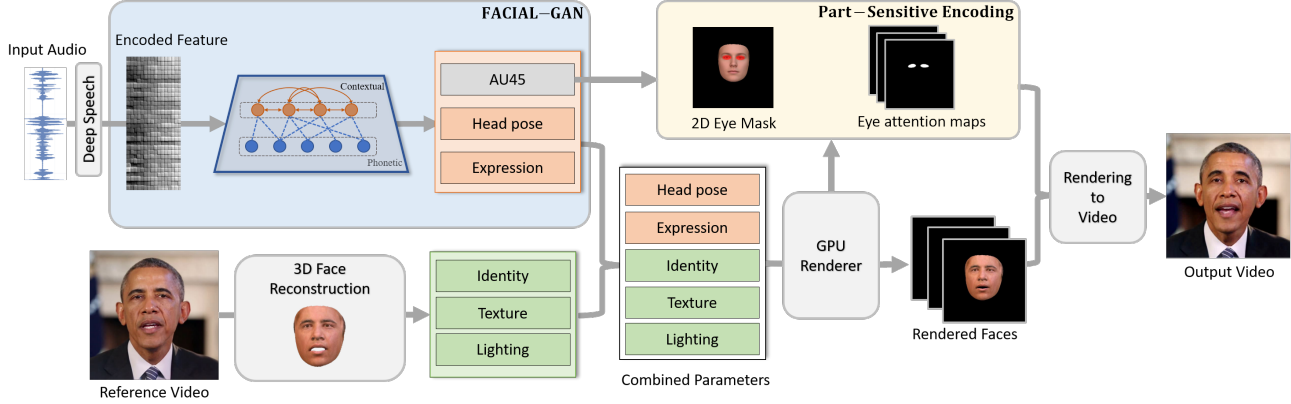 FACIAL-GAN
Part-Sensitive Encoding
Input Audio
Encoded Feature
Deep Speech
Contextual
Phonetic
AU45
Head pose
Expression
2D Eye Mask
Eye attention maps
Head pose
Expression
Identity
Texture
Lighting
Combined Parameters
GPU
Renderer
Rendering
to
Video
Output Video
Rendered Faces
3D Face
Reconstruction
Identity
Texture
Lighting
Reference Video